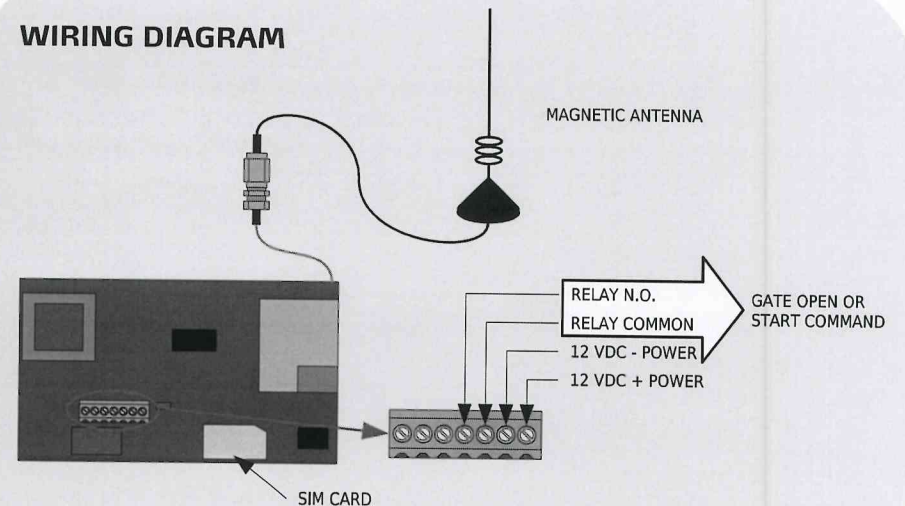 WIRING DIAGRAM
MAGNETIC ANTENNA
RELAY N.O.
RELAY COMMON
12 VDC - POWER
12 VDC + POWER
GATE OPEN OR
START COMMAND
SIM CARD